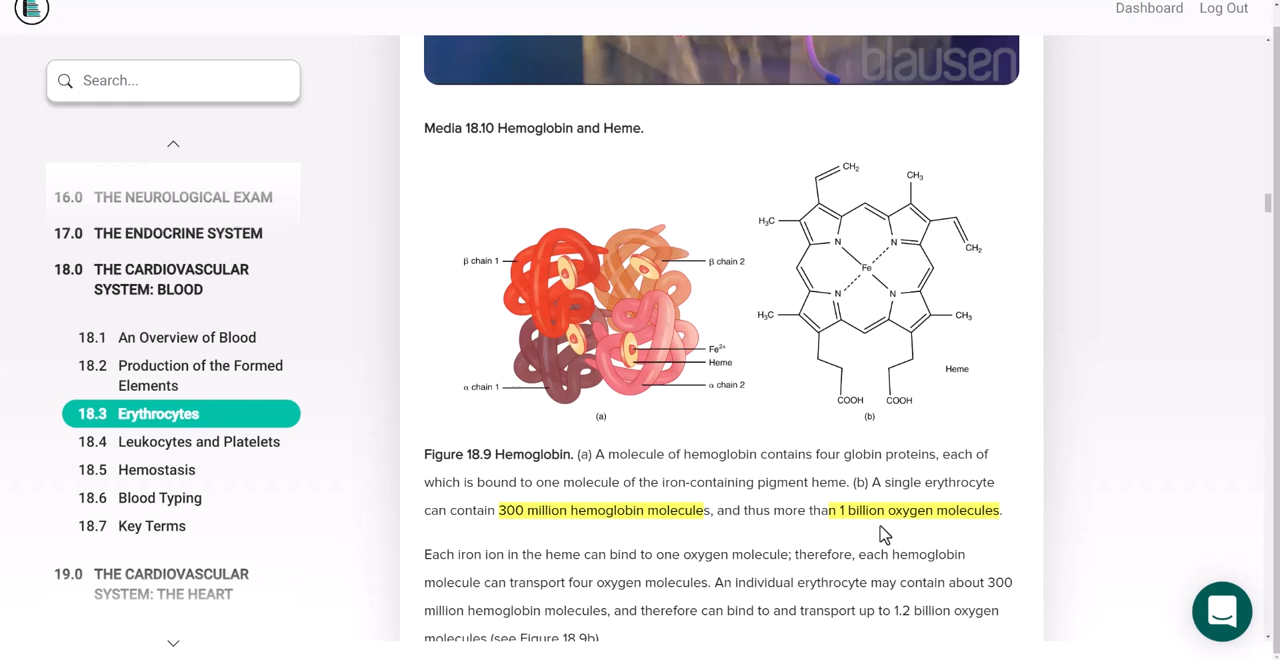 Dashboard Log Out
Search...
16.0 THE NEUROLOGICAL EXAM
17.0 THE ENDOCRINE SYSTEM
18.0 THE CARDIOVASCULAR
SYSTEM: BLOOD
18.1 An Overview of Blood
18.2 Production of the Formed
Elements
18.3 Erythrocytes
18.4 Leukocytes and Platelets
18.5 Hemostasis
18.6 Blood Typing
18.7 Key Terms
19.0 THE CARDIOVASCULAR
SYSTEM: THE HEART
blausen
Media 18.10 Hemoglobin and Heme.
β chain 1
β chain 2
Fe2+
Heme
α chain 1
α chain 2
(a)
CH2
CH3
H3C
N
N
CH2
Fe
N
N
H3C
CH3
Heme
COOH
COOH
(b)
Figure 18.9 Hemoglobin. (a) A molecule of hemoglobin contains four globin proteins, each of
which is bound to one molecule of the iron-containing pigment heme. (b) A single erythrocyte
can contain 300 million hemoglobin molecules, and thus more than 1 billion oxygen molecules.
Each iron ion in the heme can bind to one oxygen molecule; therefore, each hemoglobin
molecule can transport four oxygen molecules. An individual erythrocyte may contain about 300
million hemoglobin molecules, and therefore can bind to and transport up to 1.2 billion oxygen
molecules (see Figure 18.9b)